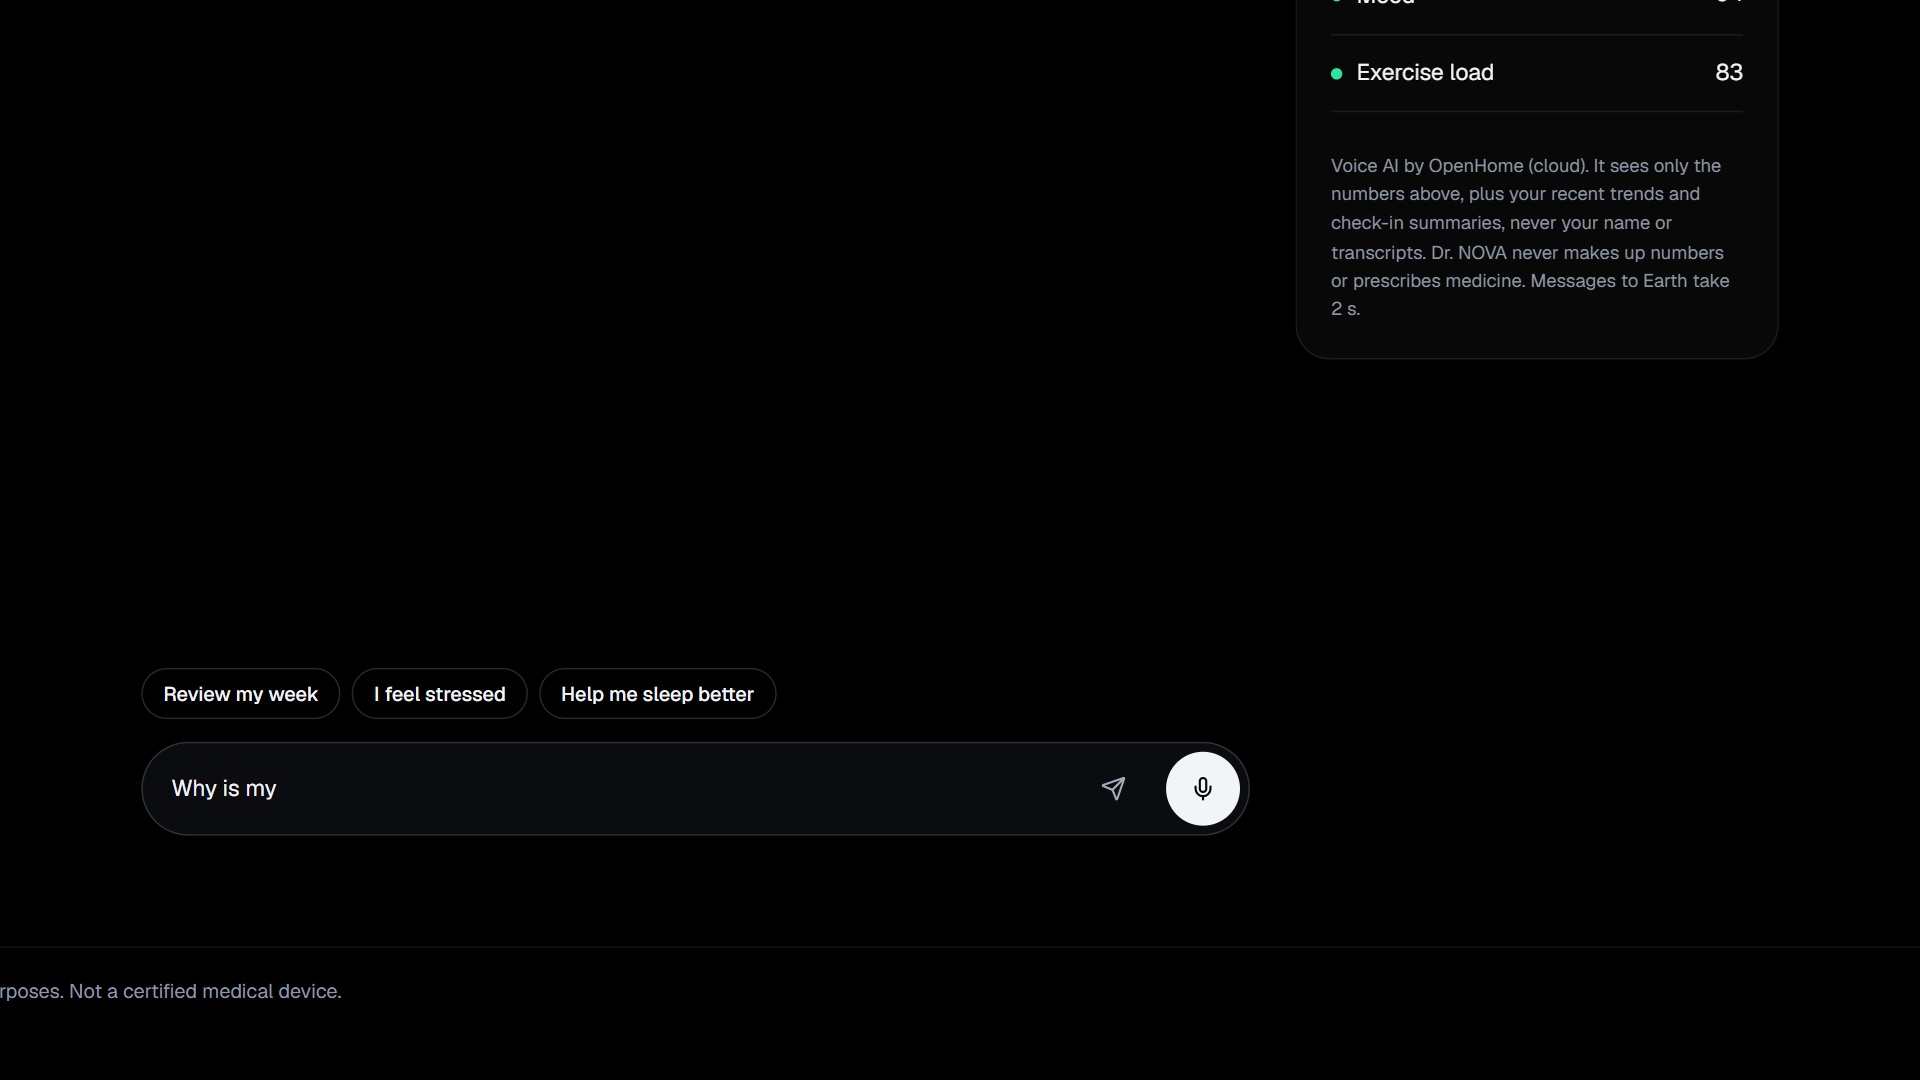 Exercise load 83
Voice AI by OpenHome (cloud). It sees only the
numbers above, plus your recent trends and
check-in summaries, never your name or
transcripts. Dr. NOVA never makes up numbers
or prescribes medicine. Messages to Earth take
2 s.
Review my week
I feel stressed
Help me sleep better
Why is my
rposes. Not a certified medical device.